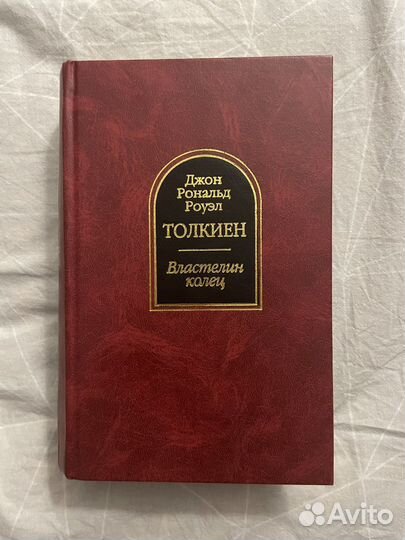 Джон
Рональд
Роуэл
ТОЛКИЕН
Властелин
колец
Avito